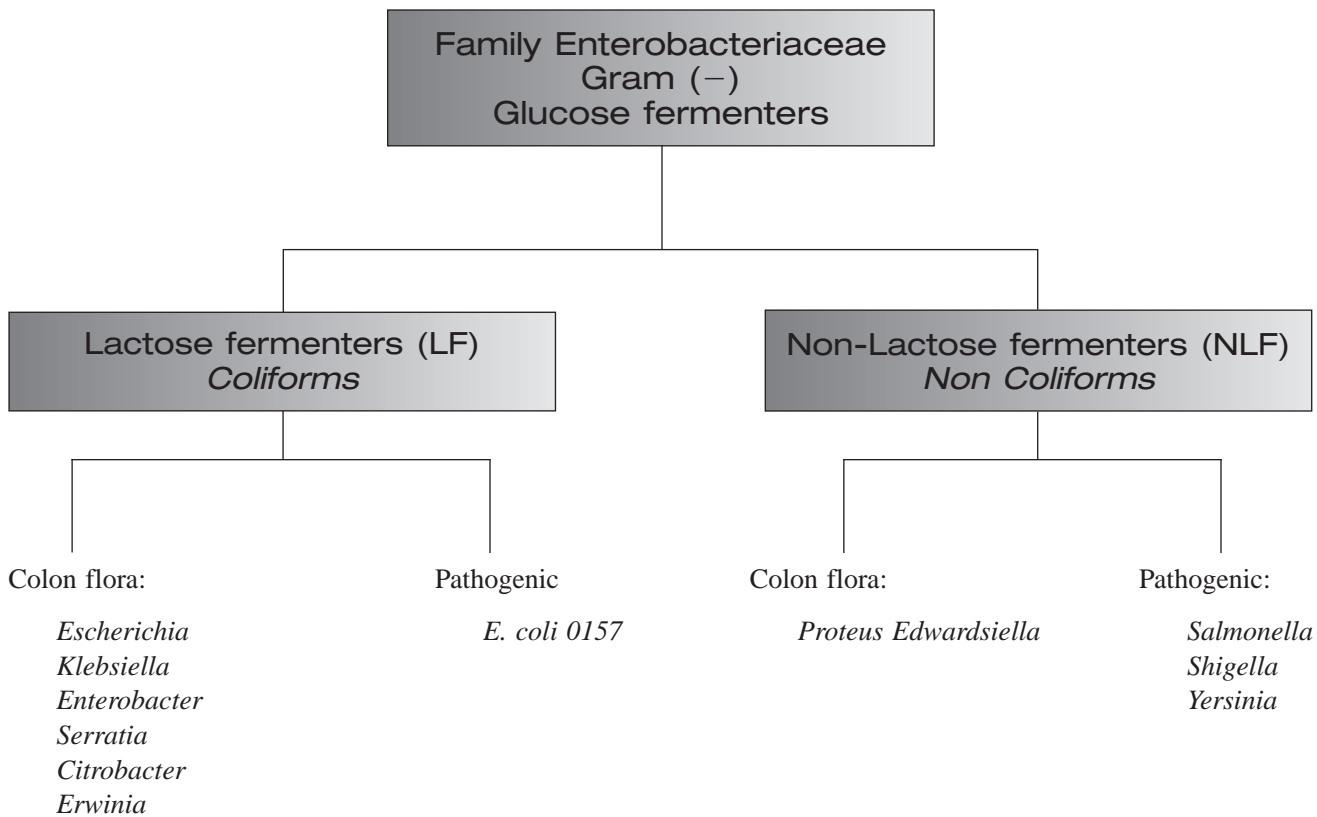 Family Enterobacteriaceae
Gram (−)
Glucose fermenters
Lactose fermenters (LF)
Coliforms
Non-Lactose fermenters (NLF)
Non Coliforms
Colon flora:
Escherichia
Klebsiella
Enterobacter
Serratia
Citrobacter
Erwinia
Pathogenic
E. coli 0157
Colon flora:
Proteus Edwardsiella
Pathogenic:
Salmonella
Shigella
Yersinia